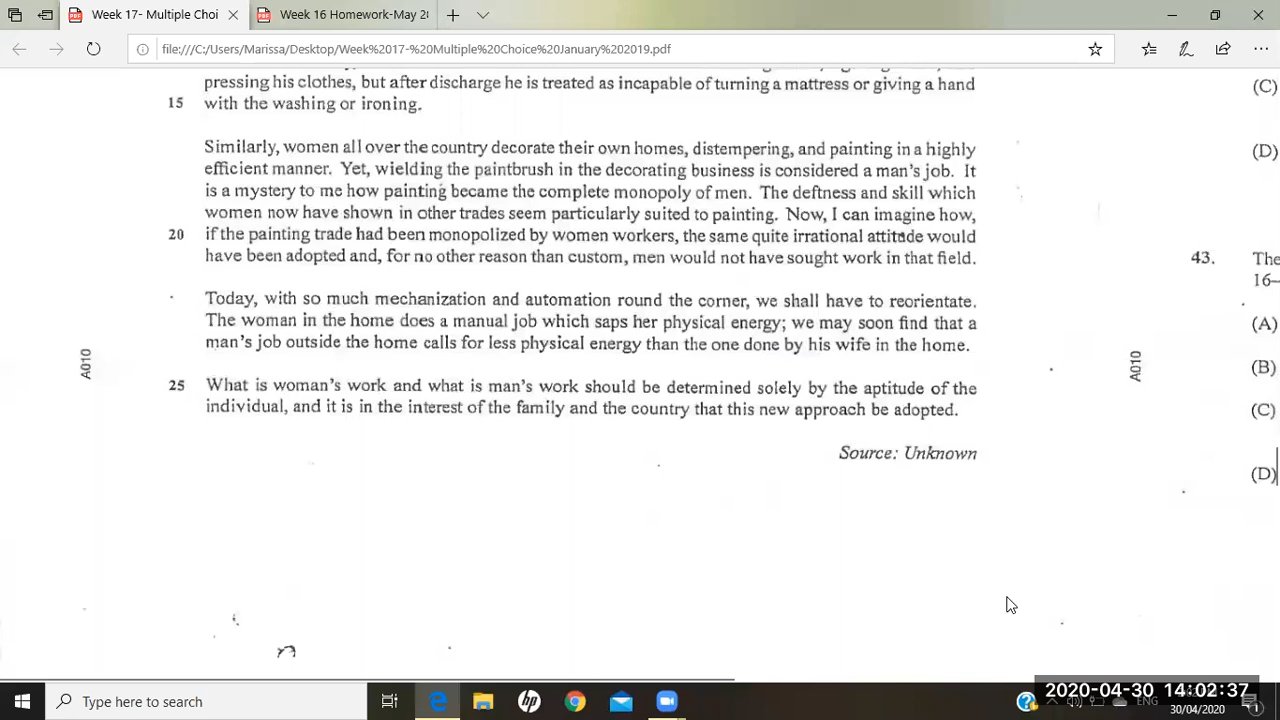 Week 17- Multiple Choi
Week 16 Homework-May 2
file:///C:/Users/Marissa/Desktop/Week%2017-%20Multiple%20Choice%20January%202019.pdf
pressing his clothes, but after discharge he is treated as incapable of turning a mattress or giving a hand
15 with the washing or ironing.
(C)
Similarly, women all over the country decorate their own homes, distempering, and painting in a highly
(D)
efficient manner. Yet, wielding the paintbrush in the decorating business is considered a man's job. It
is a mystery to me how painting became the complete monopoly of men. The deftness and skill which
women now have shown in other trades seem particularly suited to painting. Now, I can imagine how,
20 if the painting trade had been monopolized by women workers, the same quite irrational attitude would
have been adopted and, for no other reason than custom, men would not have sought work in that field.
43. The
16–
Today, with so much mechanization and automation round the corner, we shall have to reorientate.
The woman in the home does a manual job which saps her physical energy; we may soon find that a
man's job outside the home calls for less physical energy than the one done by his wife in the home.
(A)
(B)
A010
A010
25 What is woman's work and what is man's work should be determined solely by the aptitude of the
individual, and it is in the interest of the family and the country that this new approach be adopted.
(C)
Source: Unknown
(D)
Type here to search
hp
ENG
2020-04-30 14:02:37
30/04/2020